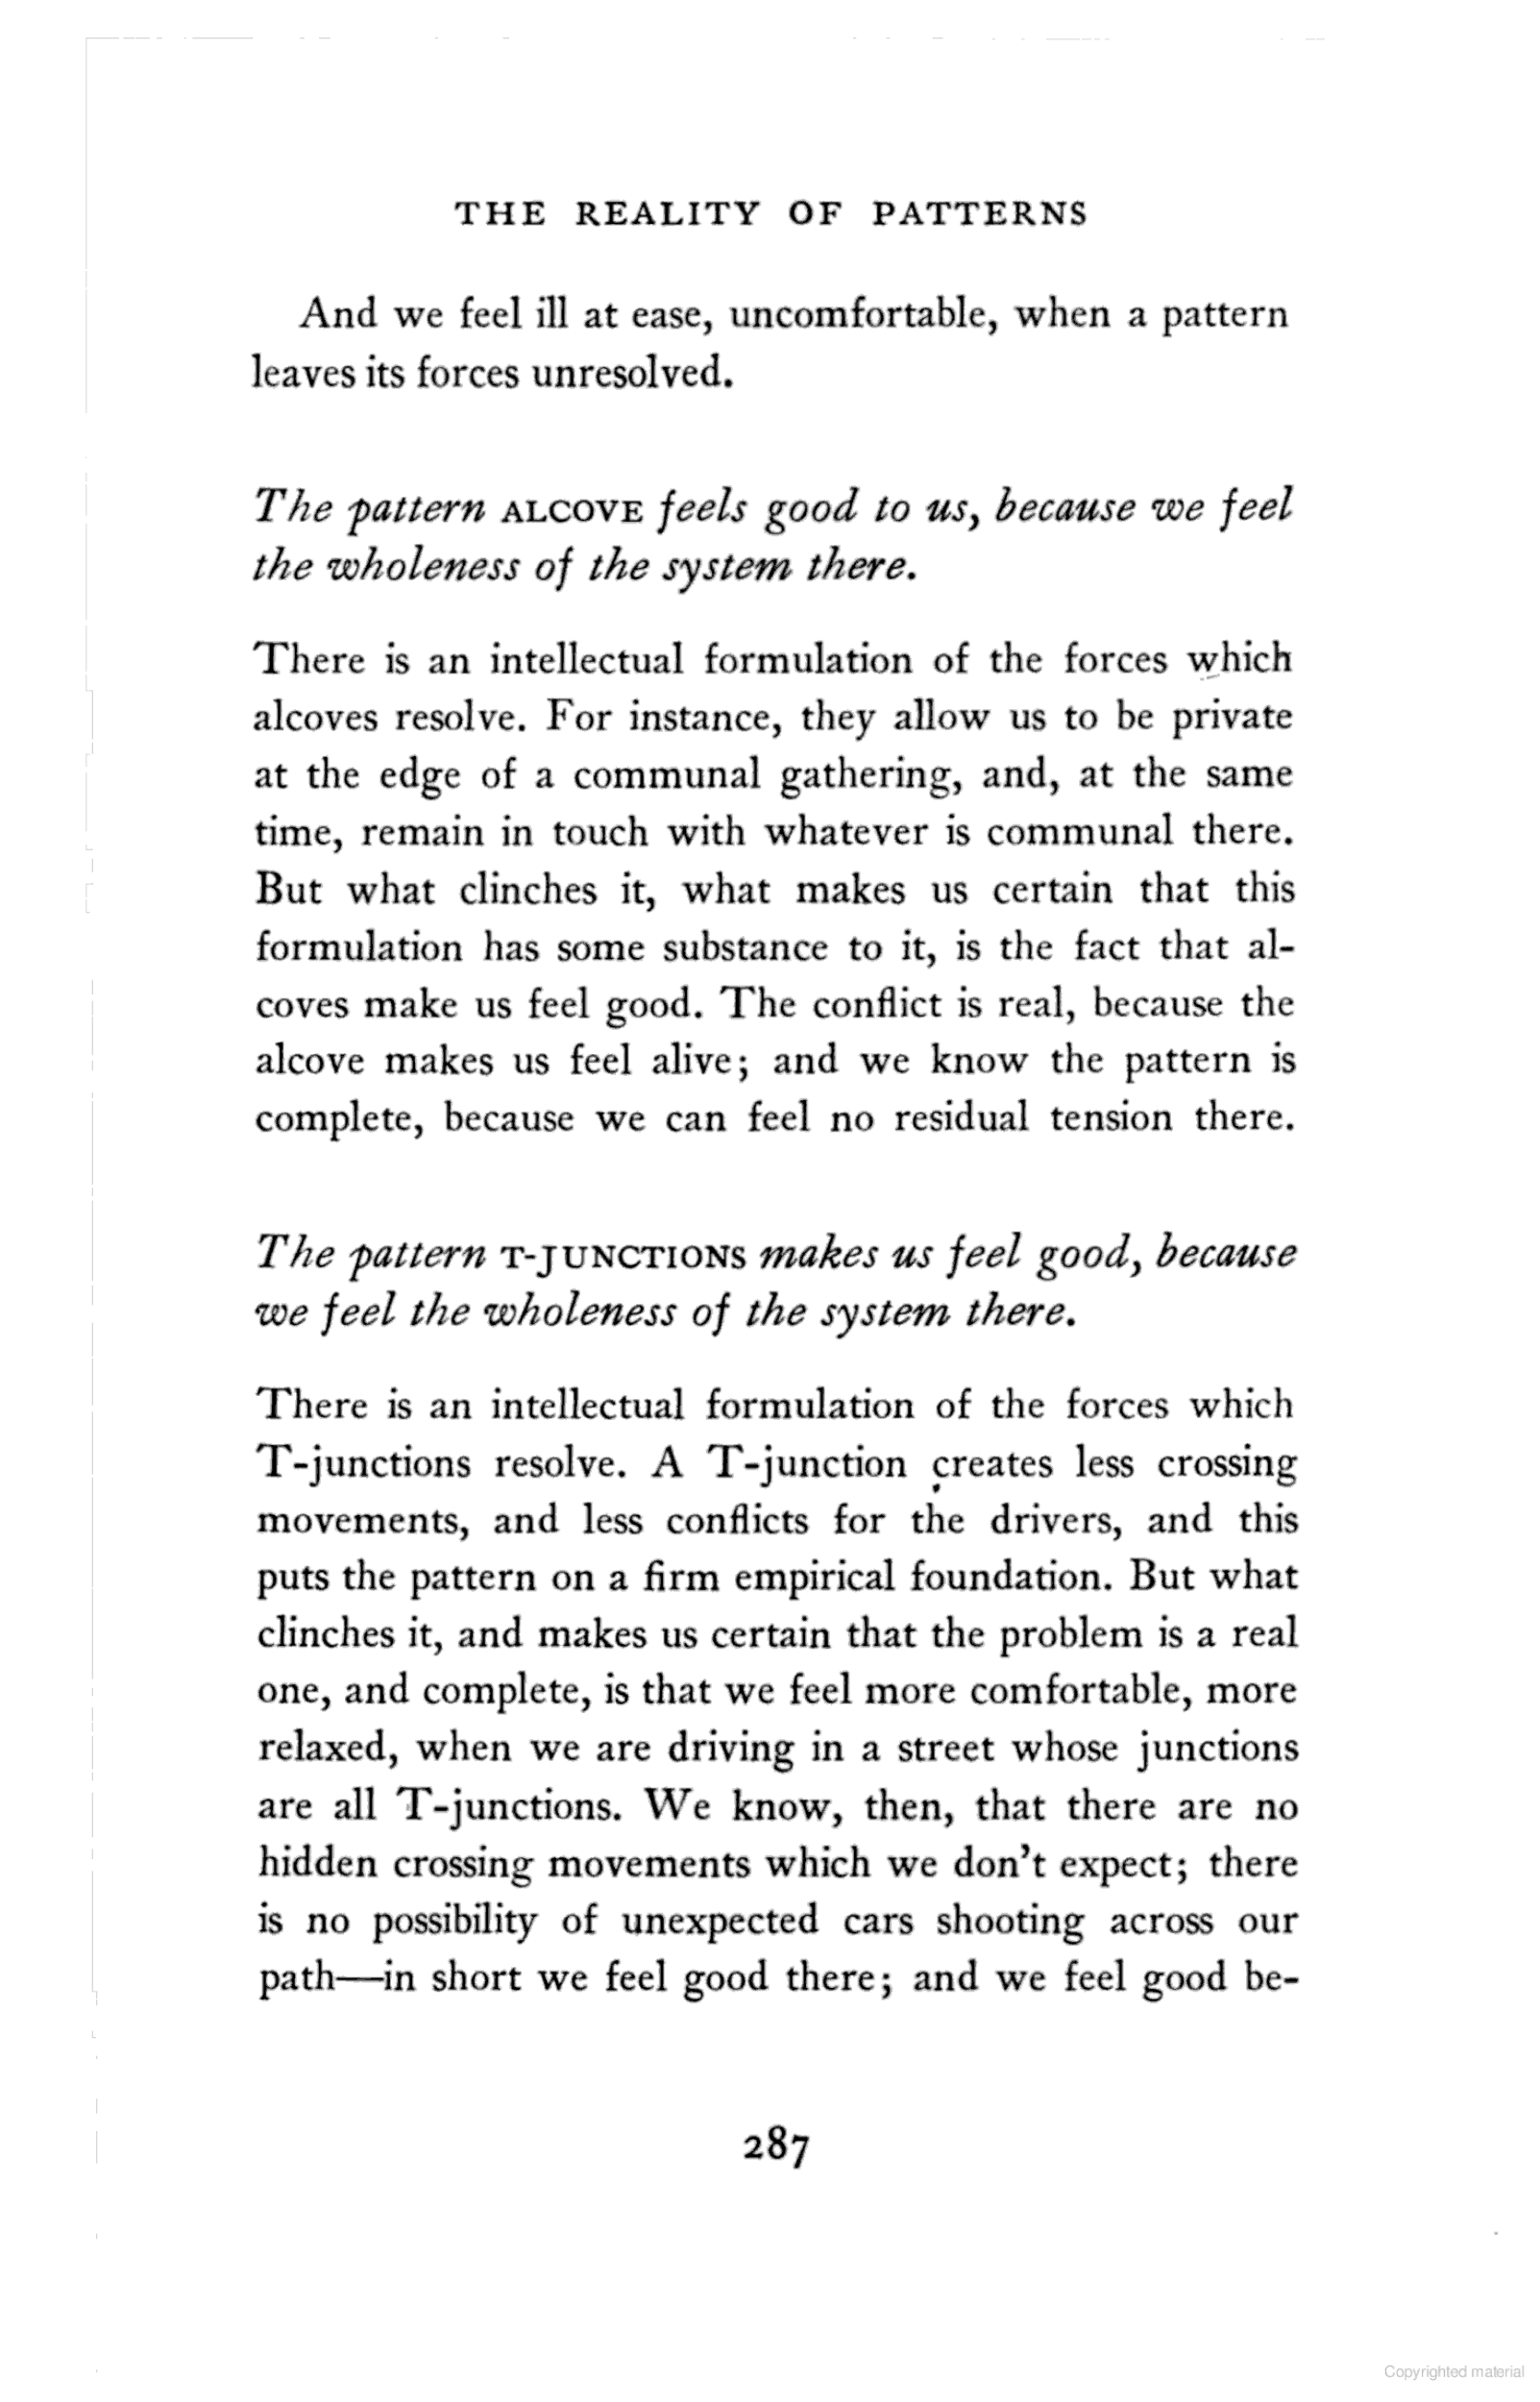 THE REALITY OF PATTERNS
And we feel ill at ease, uncomfortable, when a pattern
leaves its forces unresolved.
The pattern ALCOVE feels good to us, because we feel
the wholeness of the system there.
There is an intellectual formulation of the forces which
alcoves resolve. For instance, they allow us to be private
at the edge of a communal gathering, and, at the same
time, remain in touch with whatever is communal there.
But what clinches it, what makes us certain that this
formulation has some substance to it, is the fact that al-
coves make us feel good. The conflict is real, because the
alcove makes us feel alive; and we know the pattern is
complete, because we can feel no residual tension there.
The pattern T-JUNCTIONS makes us feel good, because
we feel the wholeness of the system there.
There is an intellectual formulation of the forces which
T-junctions resolve. A T-junction creates less crossing
movements, and less conflicts for the drivers, and this
puts the pattern on a firm empirical foundation. But what
clinches it, and makes us certain that the problem is a real
one, and complete, is that we feel more comfortable, more
relaxed, when we are driving in a street whose junctions
are all T-junctions. We know, then, that there are no
hidden crossing movements which we don't expect; there
is no possibility of unexpected cars shooting across our
path—in short we feel good there; and we feel good be-
287
Copyrighted material